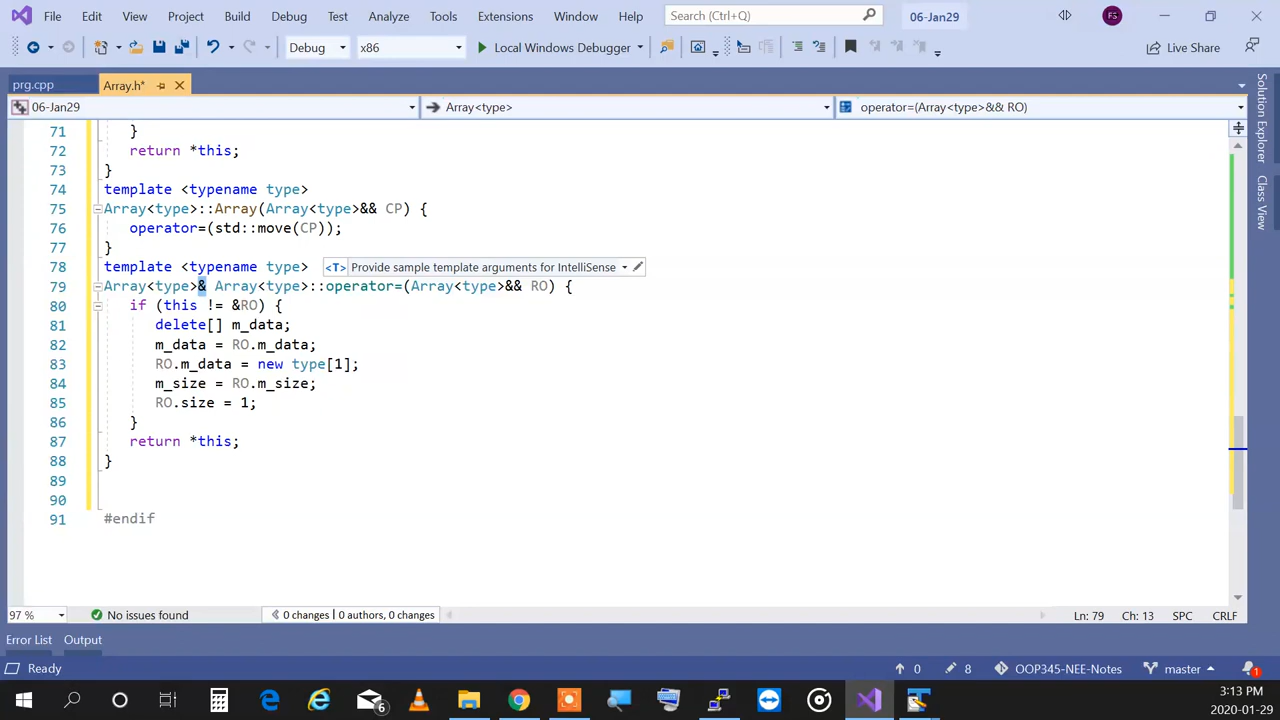 File Edit View Project Build Debug Test Analyze Tools Extensions Window Help Search (Ctrl+Q) 06-Jan29 FS
Debug x86 Local Windows Debugger Live Share
prg.cpp Array.h*
06-Jan29 Array<type> operator=(Array<type>&& RO)
71 }
72 return *this;
73 }
74 template <typename type>
75 Array<type>::Array(Array<type>&& CP) {
76 operator=(std::move(CP));
77 }
78 template <typename type> <T> Provide sample template arguments for IntelliSense
79 Array<type>& Array<type>::operator=(Array<type>&& RO) {
80 if (this != &RO) {
81 delete[] m_data;
82 m_data = RO.m_data;
83 RO.m_data = new type[1];
84 m_size = RO.m_size;
85 RO.size = 1;
86 }
87 return *this;
88 }
89
90
91 #endif
Solution Explorer
Class View
97 % No issues found 0 changes | 0 authors, 0 changes Ln: 79 Ch: 13 SPC CRLF
Error List Output
Ready 0 8 OOP345-NEE-Notes master 1
6 3:13 PM
2020-01-29